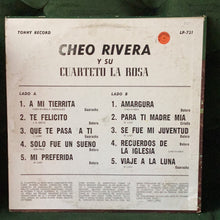 TONNY RECORD
LP-721
CHEO RIVERA
Y SU
CUARTETO LA ROSA
LADO A
1. A MI TIERRITA
Guaracha
2. TE FELICITO
Bolero
3. QUE TE PASA A TI
Guaracha
4. SOLO FUE UN SUEÑO
Bolero
5. MI PREFERIDA
Bolero
LADO B
1. AMARGURA
Bolero
2. PARA TI MADRE MIA
3. SE FUE MI JUVENTUD
Bolero
4. RECUERDOS DE LA
IGLESIA
Bolero
5. VIAJE A LA LUNA
Guaracha